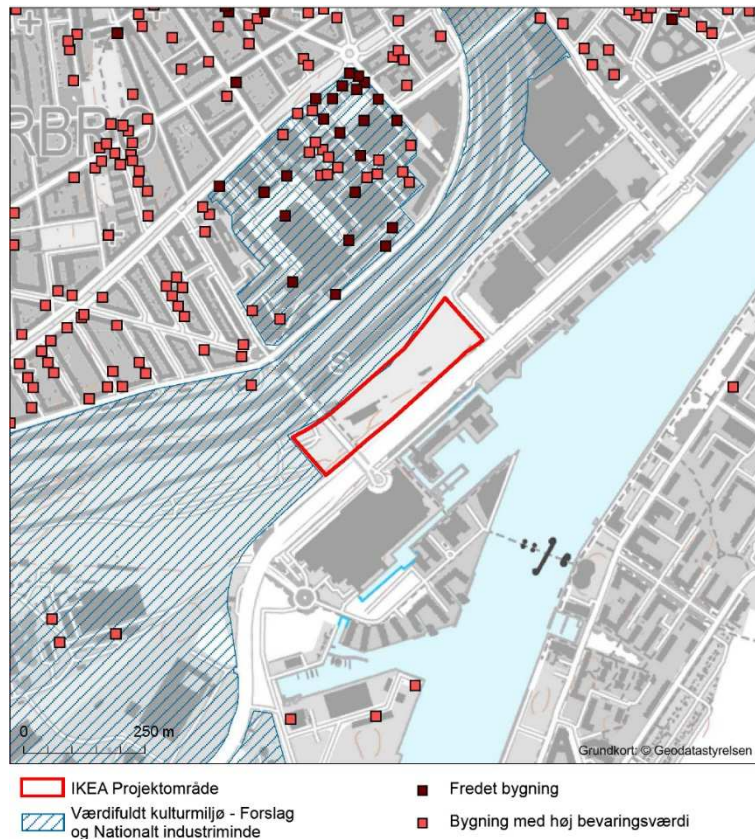 RBRO
0
250 m
Grundkort: © Geodatastyrelsen
IKEA Projektområde
Værdifuldt kulturmiljø - Forslag
og Nationalt industriminde
Fredet bygning
Bygning med høj bevaringsværdi